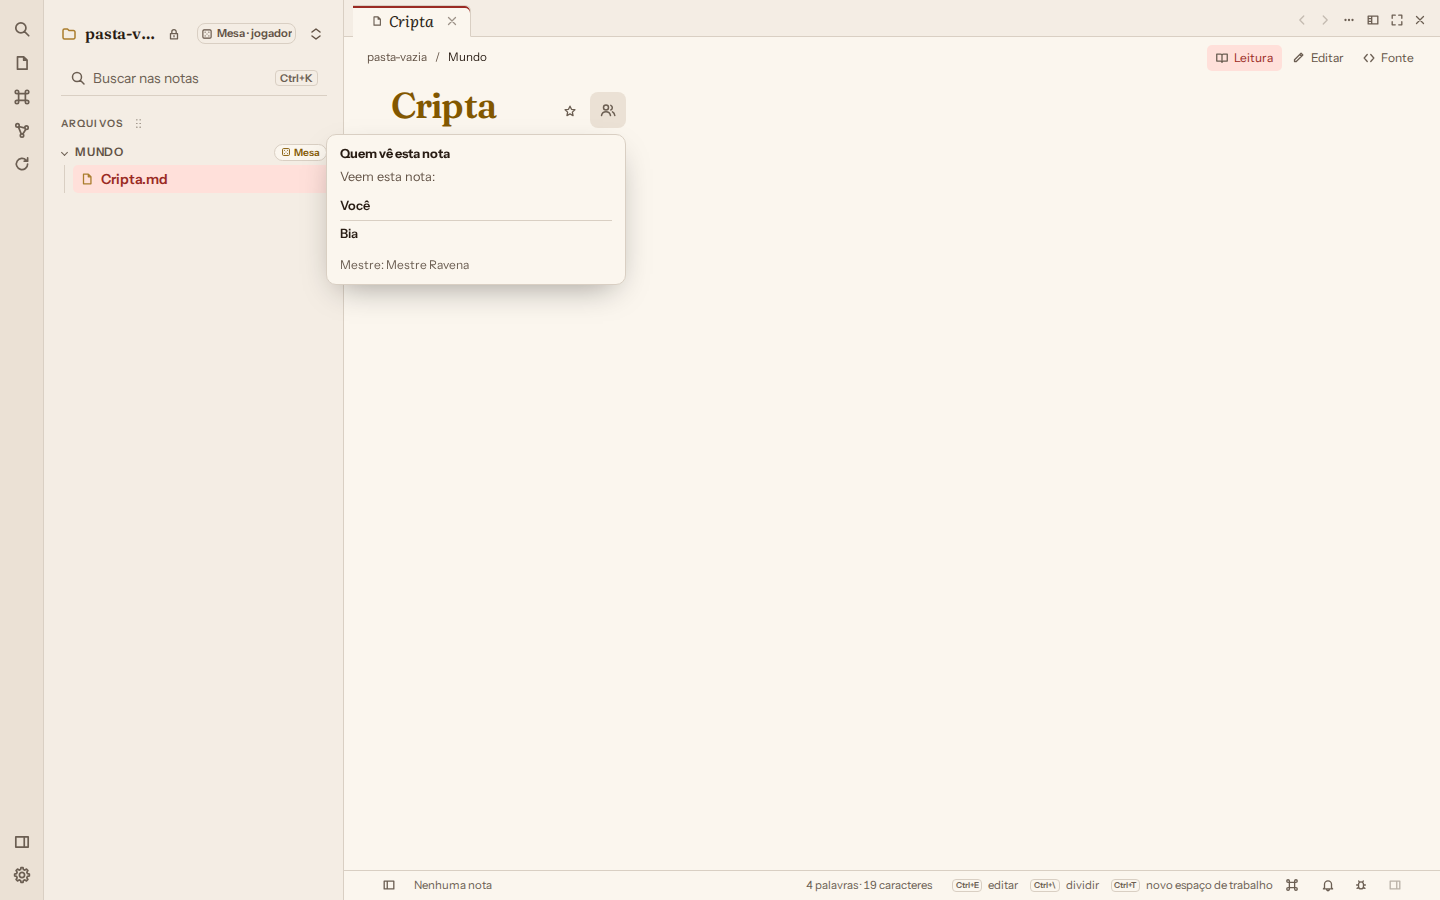 pasta-v...
Mesa · jogador
Buscar nas notas
Ctrl+K
ARQUIVOS
MUNDO
Mesa
Cripta.md
Cripta
pasta-vazia / Mundo
Leitura
Editar
Fonte
Cripta
Quem vê esta nota
Veem esta nota:
Você
Bia
Mestre: Mestre Ravena
Nenhuma nota
4 palavras · 19 caracteres
Ctrl+E editar
Ctrl+\ dividir
Ctrl+T novo espaço de trabalho